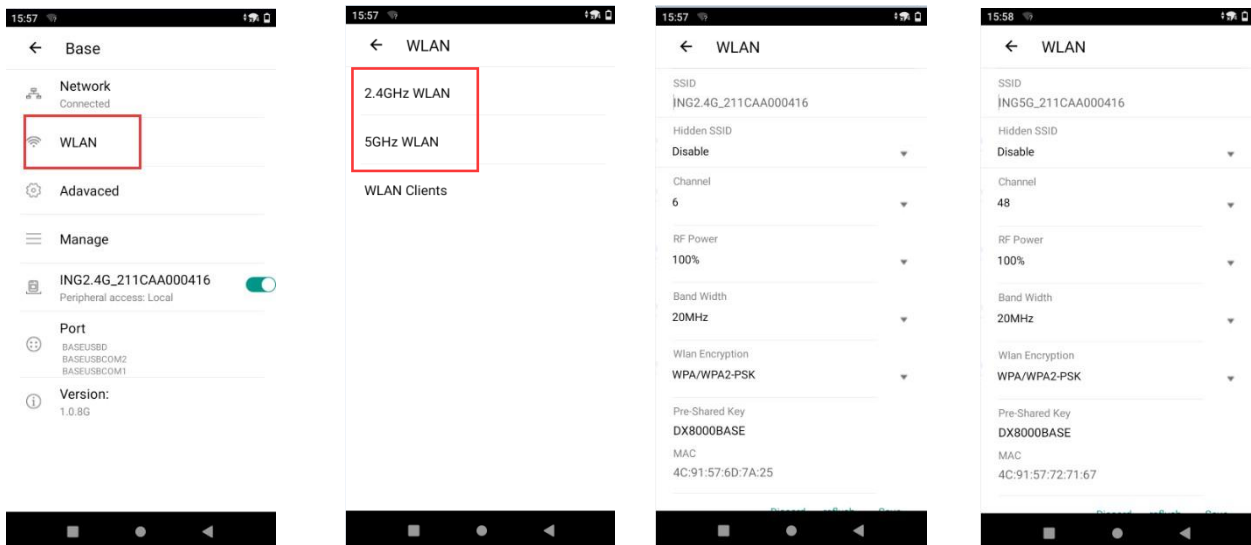 15:57
Base
Network
Connected
WLAN
Adavaced
Manage
ING2.4G_211CAA000416
Peripheral access: Local
Port
BASEUSBD
BASEUSBCOM2
BASEUSBCOM1
Version:
1.0.8G
15:57
WLAN
2.4GHz WLAN
5GHz WLAN
WLAN Clients
15:57
WLAN
SSID
ING2.4G_211CAA000416
Hidden SSID
Disable
Channel
6
RF Power
100%
Band Width
20MHz
Wlan Encryption
WPA/WPA2-PSK
Pre-Shared Key
DX8000BASE
MAC
4C:91:57:6D:7A:25
15:58
WLAN
SSID
ING5G_211CAA000416
Hidden SSID
Disable
Channel
48
RF Power
100%
Band Width
20MHz
Wlan Encryption
WPA/WPA2-PSK
Pre-Shared Key
DX8000BASE
MAC
4C:91:57:72:71:67